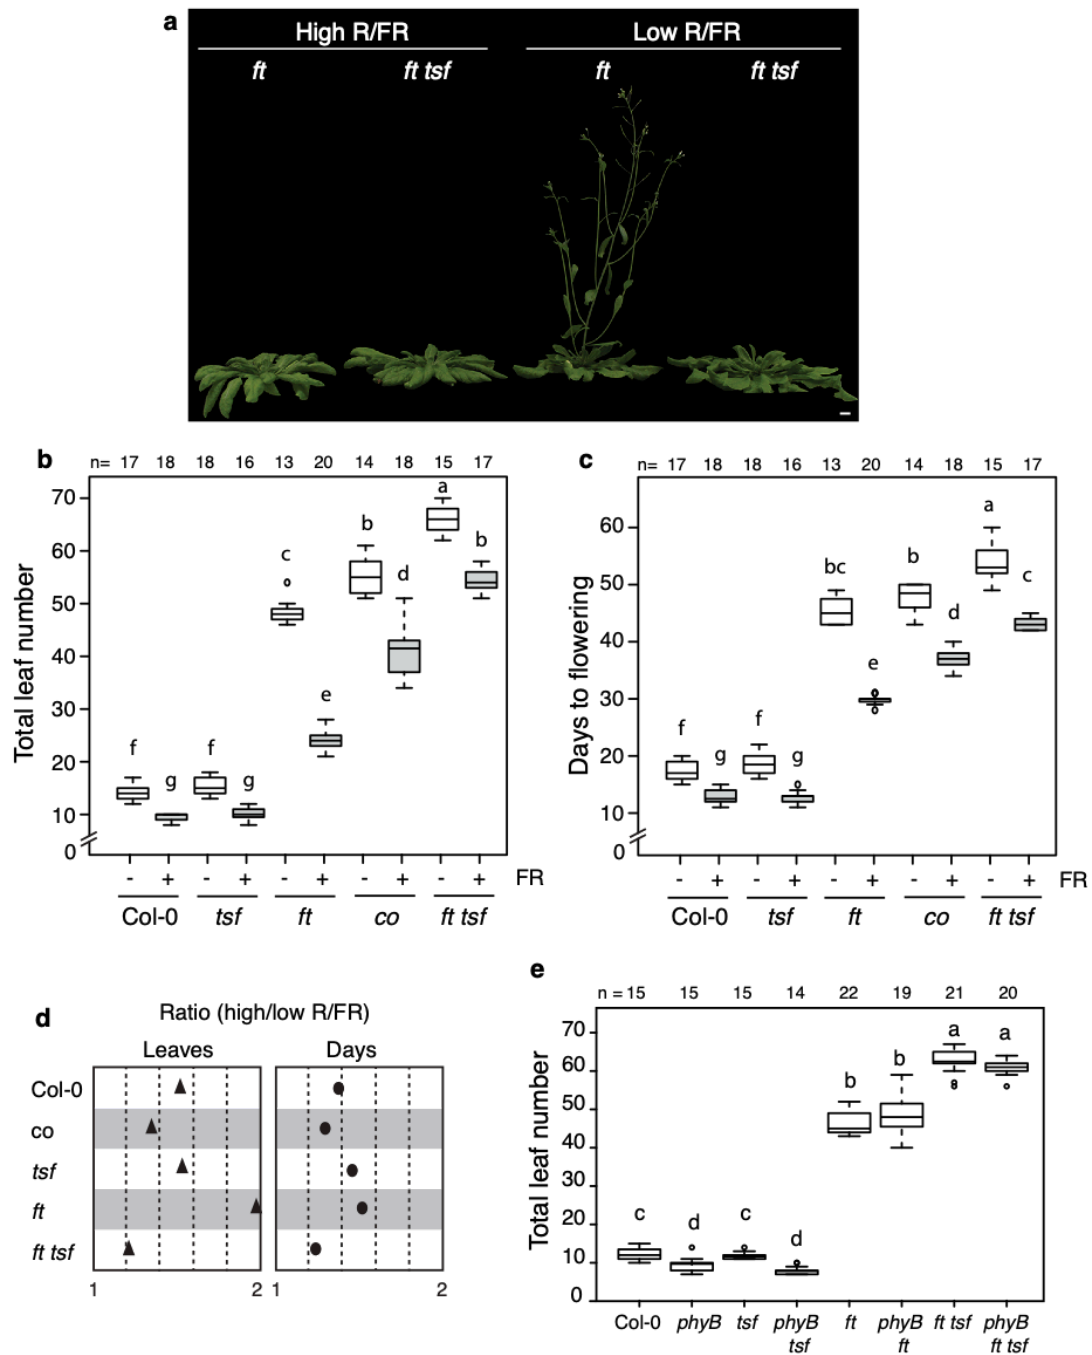 a
High R/FR Low R/FR
ft ft tsf ft ft tsf
b
n= 17 18 18 16 13 20 14 18 15 17
Total leaf number
70
60
50
40
30
20
10
0
f g f g c e b d a b
- + - + - + - + - + FR
Col-0 tsf ft co ft tsf
c
n= 17 18 18 16 13 20 14 18 15 17
Days to flowering
60
50
40
30
20
10
0
f g f g bc e b d a c
- + - + - + - + - + FR
Col-0 tsf ft co ft tsf
d
Ratio (high/low R/FR)
Leaves Days
Col-0
co
tsf
ft
ft tsf
1 2 1 2
e
n = 15 15 15 14 22 19 21 20
Total leaf number
70
60
50
40
30
20
10
0
c d c d b b a a
Col-0 phyB tsf phyB ft phyB ft tsf phyB
tsf ft ft tsf